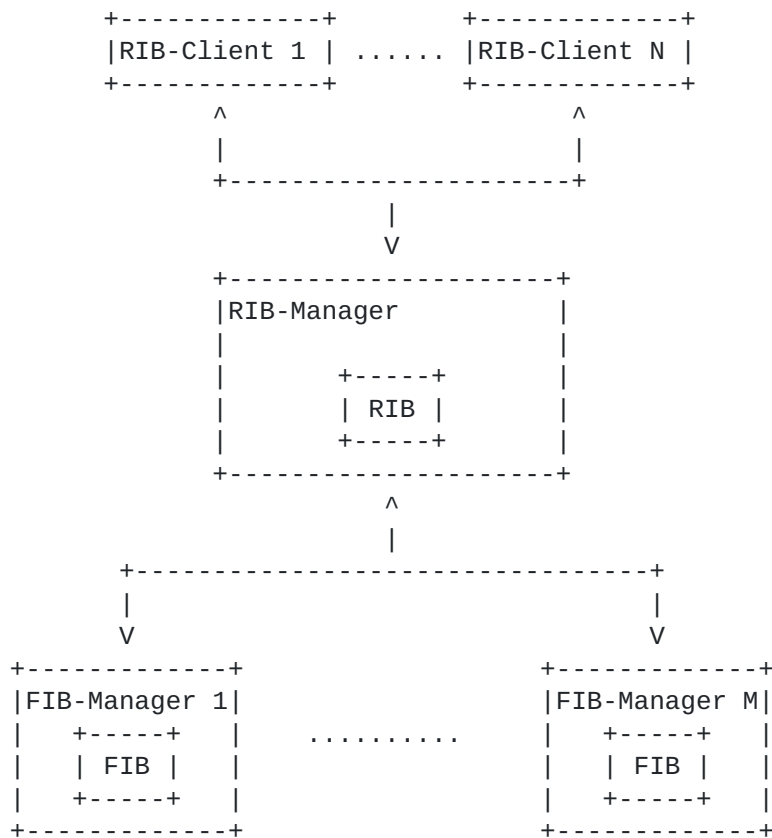 RIB-Client 1 ...... RIB-Client N
RIB-Manager
RIB
FIB-Manager 1 FIB-Manager M
..........
FIB FIB